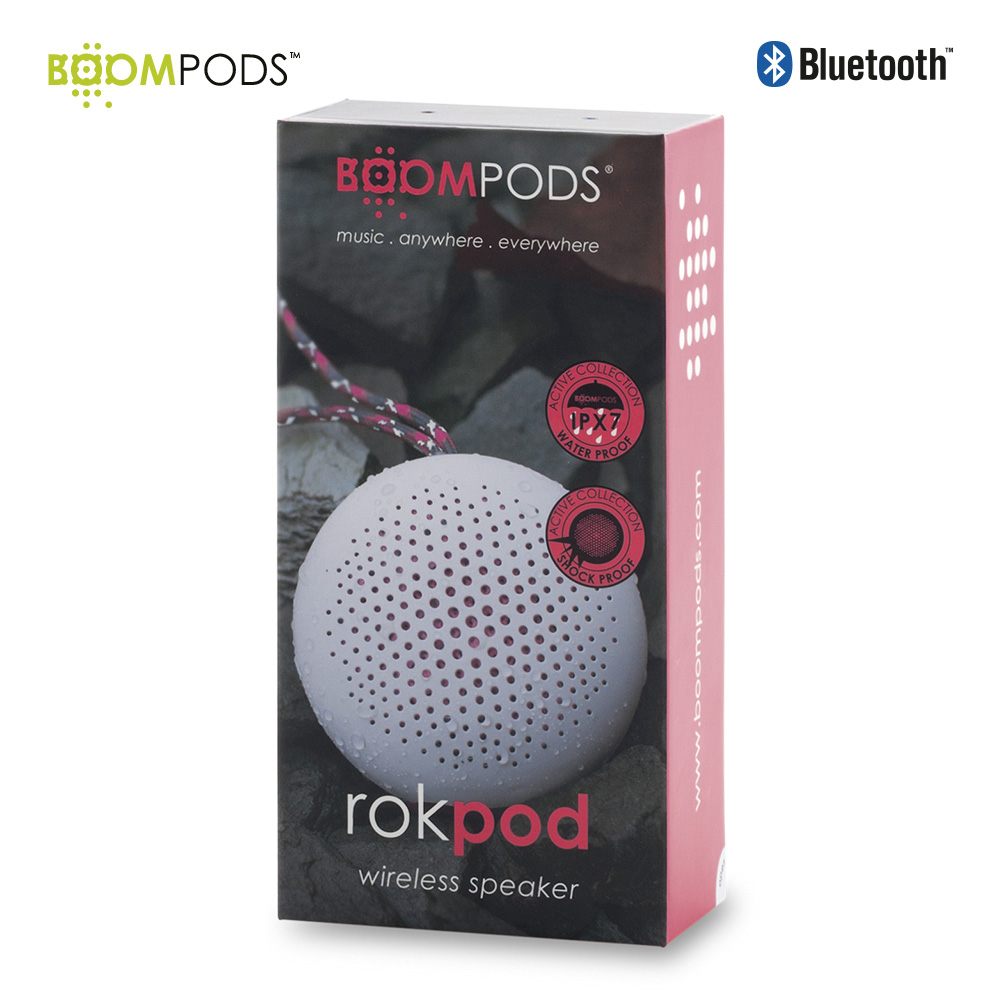 BOOMPODS™
Bluetooth™
BOOMPODS®
music . anywhere . everywhere
ACTIVE COLLECTION
BOOMPODS
IPX7
WATER PROOF
ACTIVE COLLECTION
SHOCK PROOF
rokpod
wireless speaker
www.boompods.com